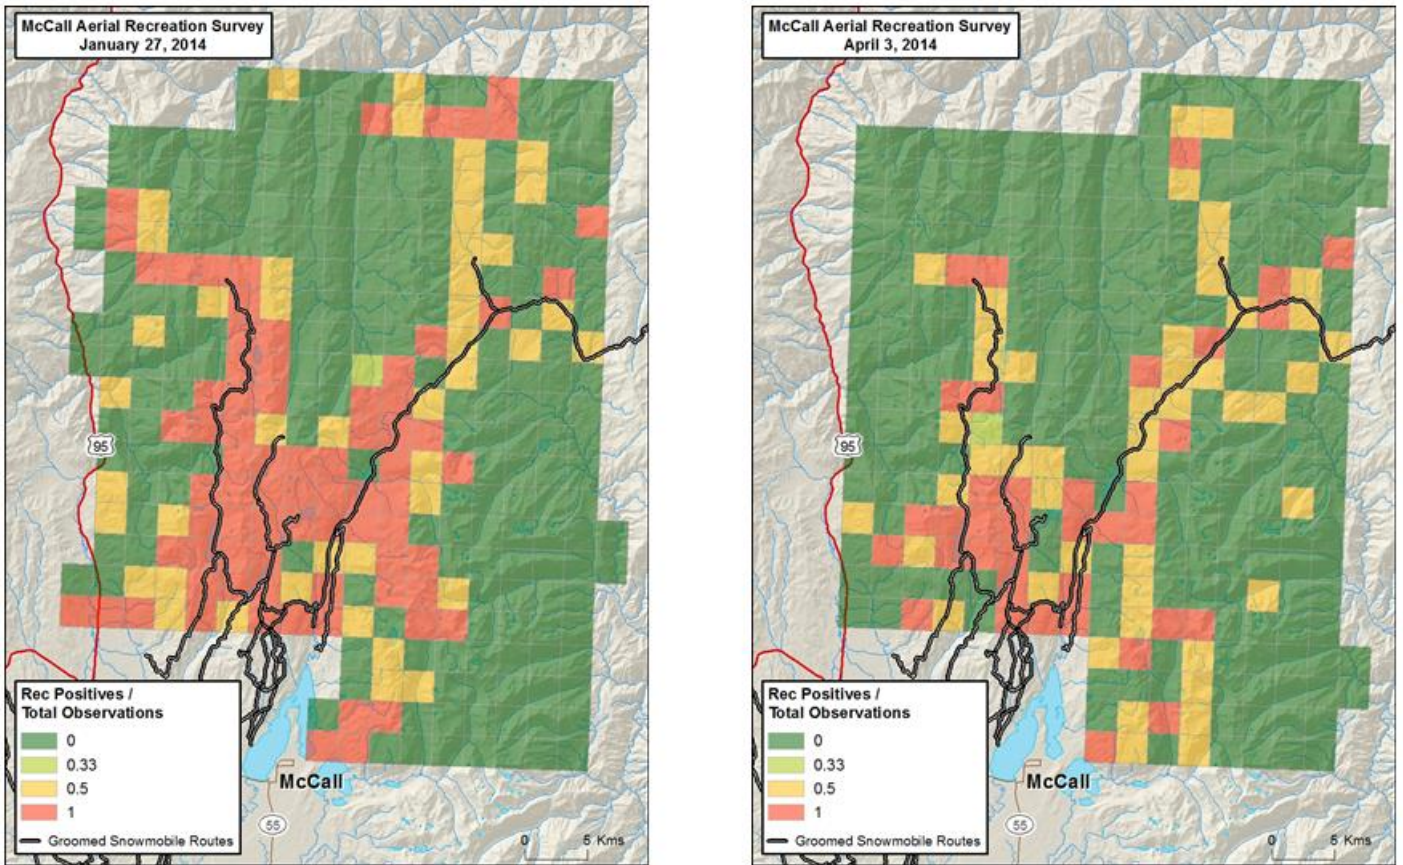 McCall Aerial Recreation Survey
January 27, 2014
95
Rec Positives /
Total Observations
0
0.33
0.5
1
Groomed Snowmobile Routes
McCall
55
0 5 Kms
McCall Aerial Recreation Survey
April 3, 2014
95
Rec Positives /
Total Observations
0
0.33
0.5
1
Groomed Snowmobile Routes
McCall
55
0 5 Kms